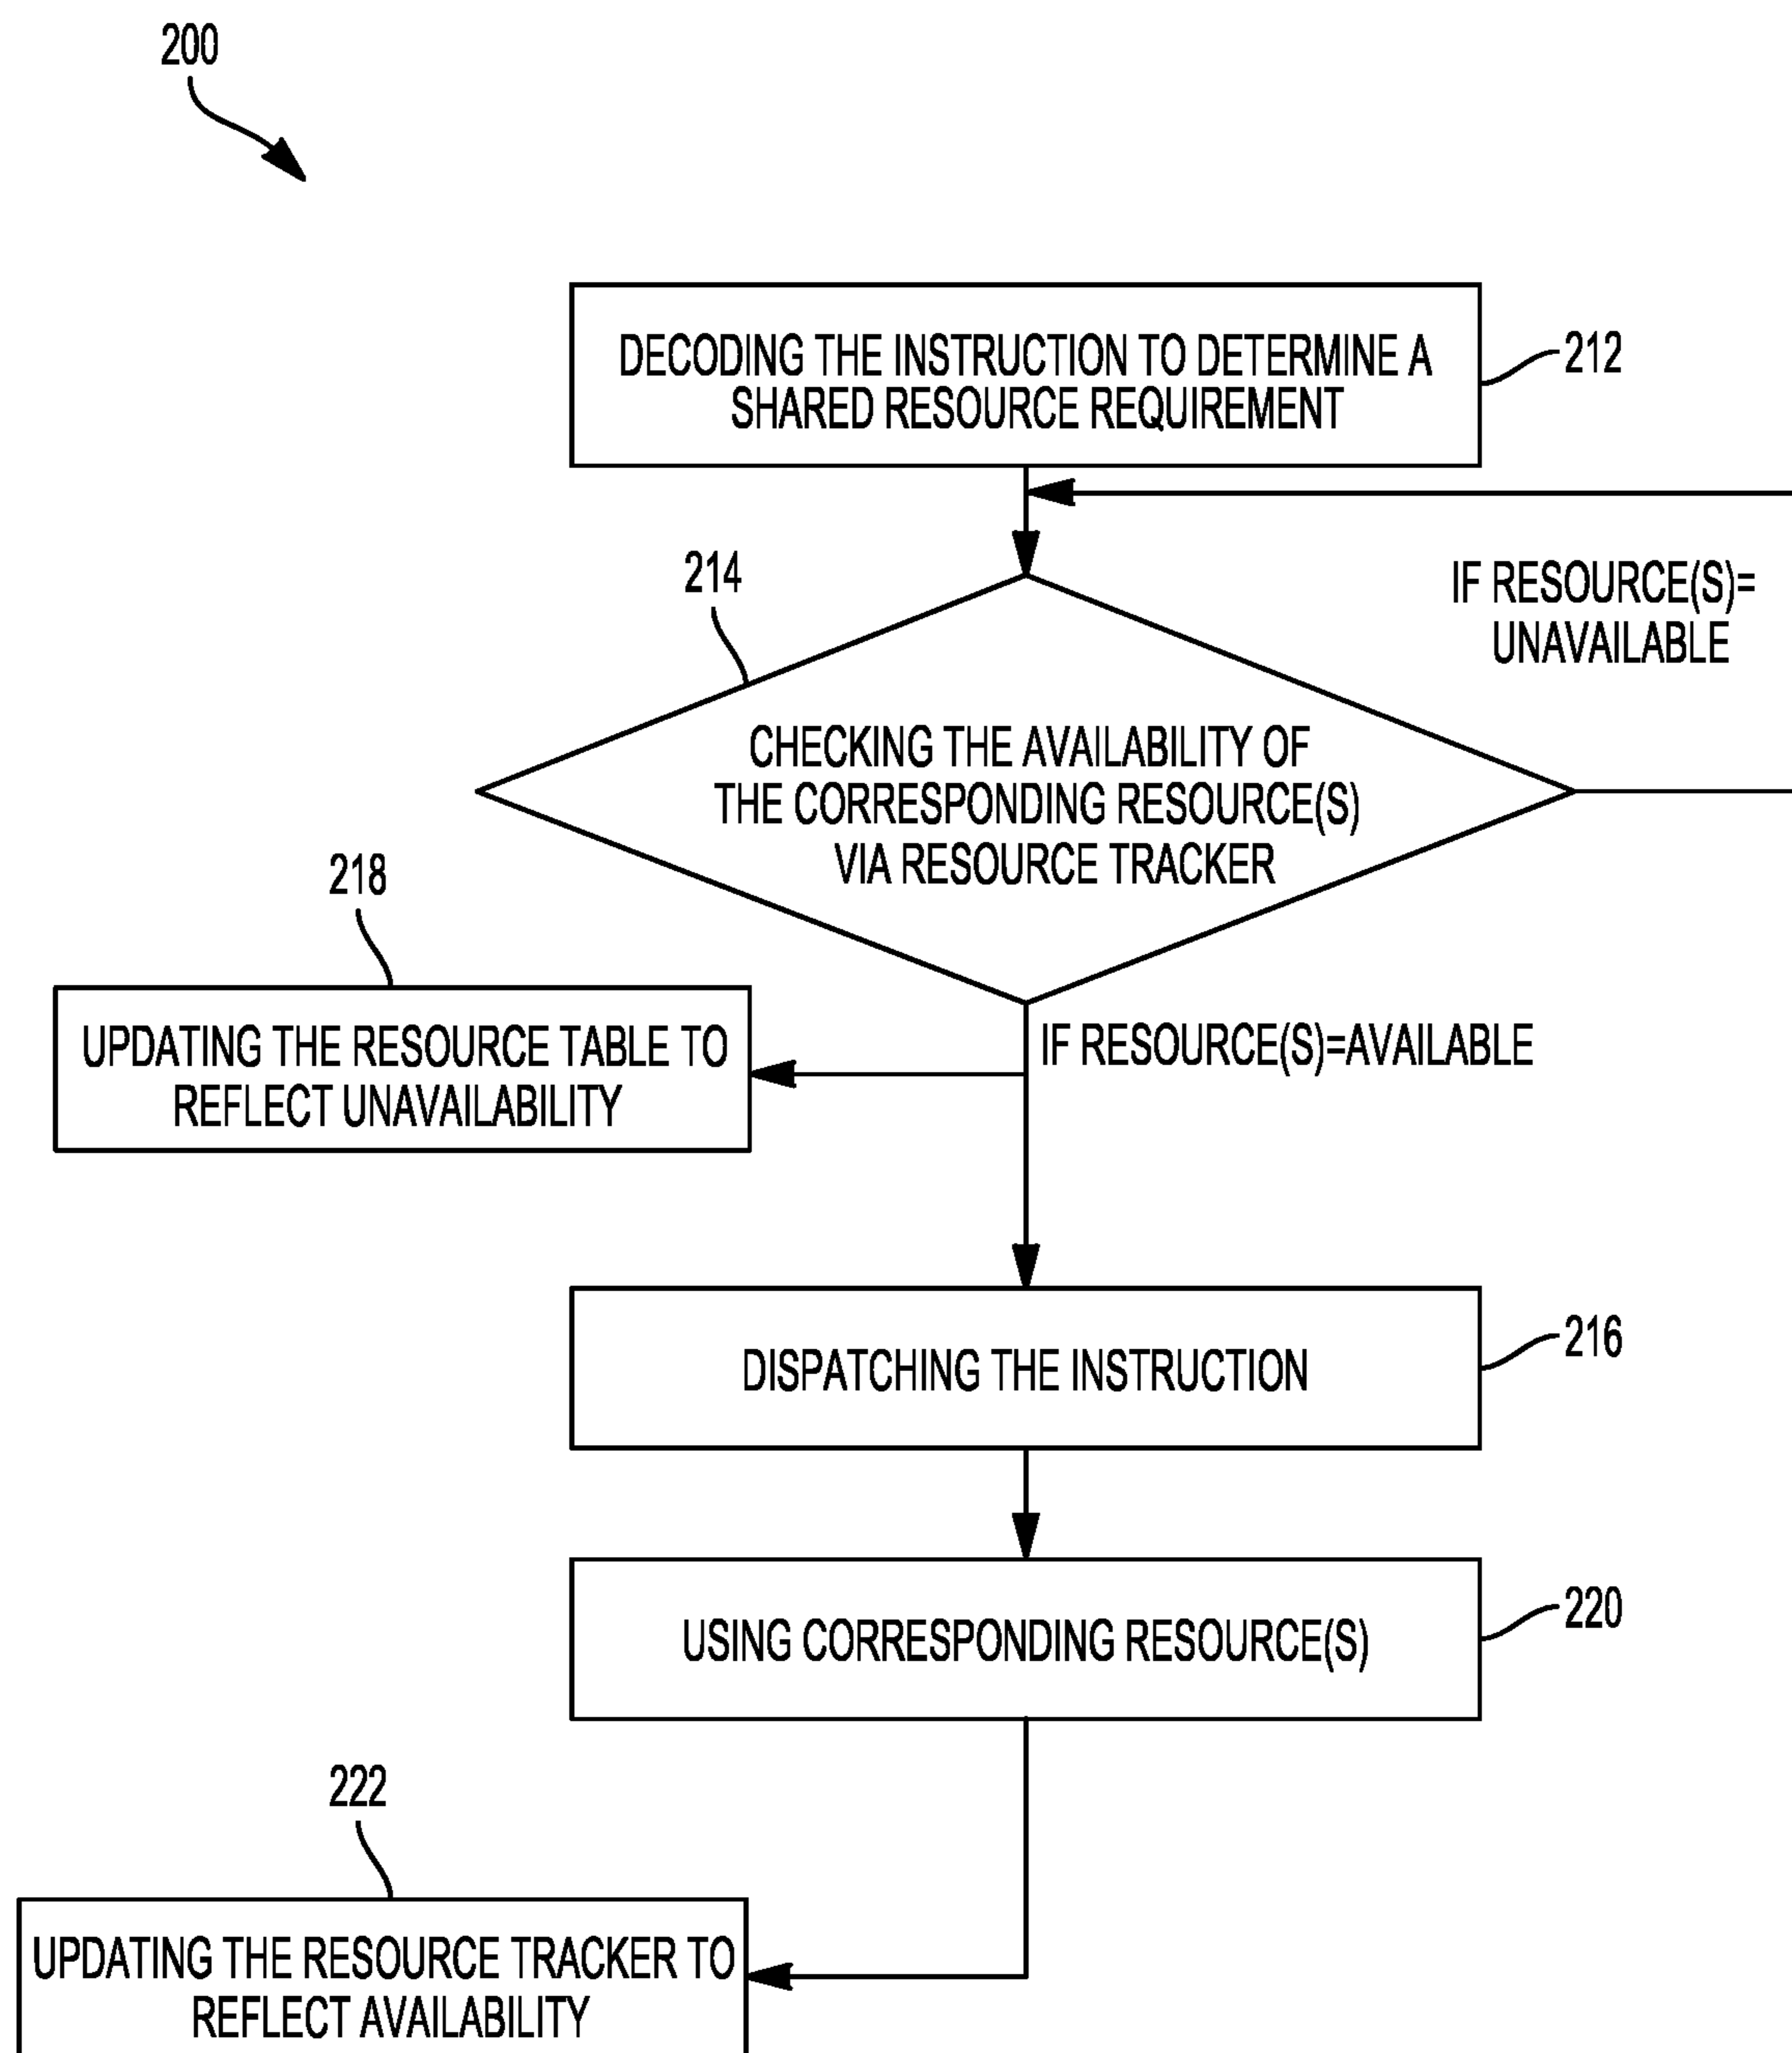 200
DECODING THE INSTRUCTION TO DETERMINE A
SHARED RESOURCE REQUIREMENT
212
214
IF RESOURCE(S)=
UNAVAILABLE
CHECKING THE AVAILABILITY OF
THE CORRESPONDING RESOURCE(S)
VIA RESOURCE TRACKER
218
UPDATING THE RESOURCE TABLE TO
REFLECT UNAVAILABILITY
IF RESOURCE(S)=AVAILABLE
DISPATCHING THE INSTRUCTION
216
USING CORRESPONDING RESOURCE(S)
220
222
UPDATING THE RESOURCE TRACKER TO
REFLECT AVAILABILITY